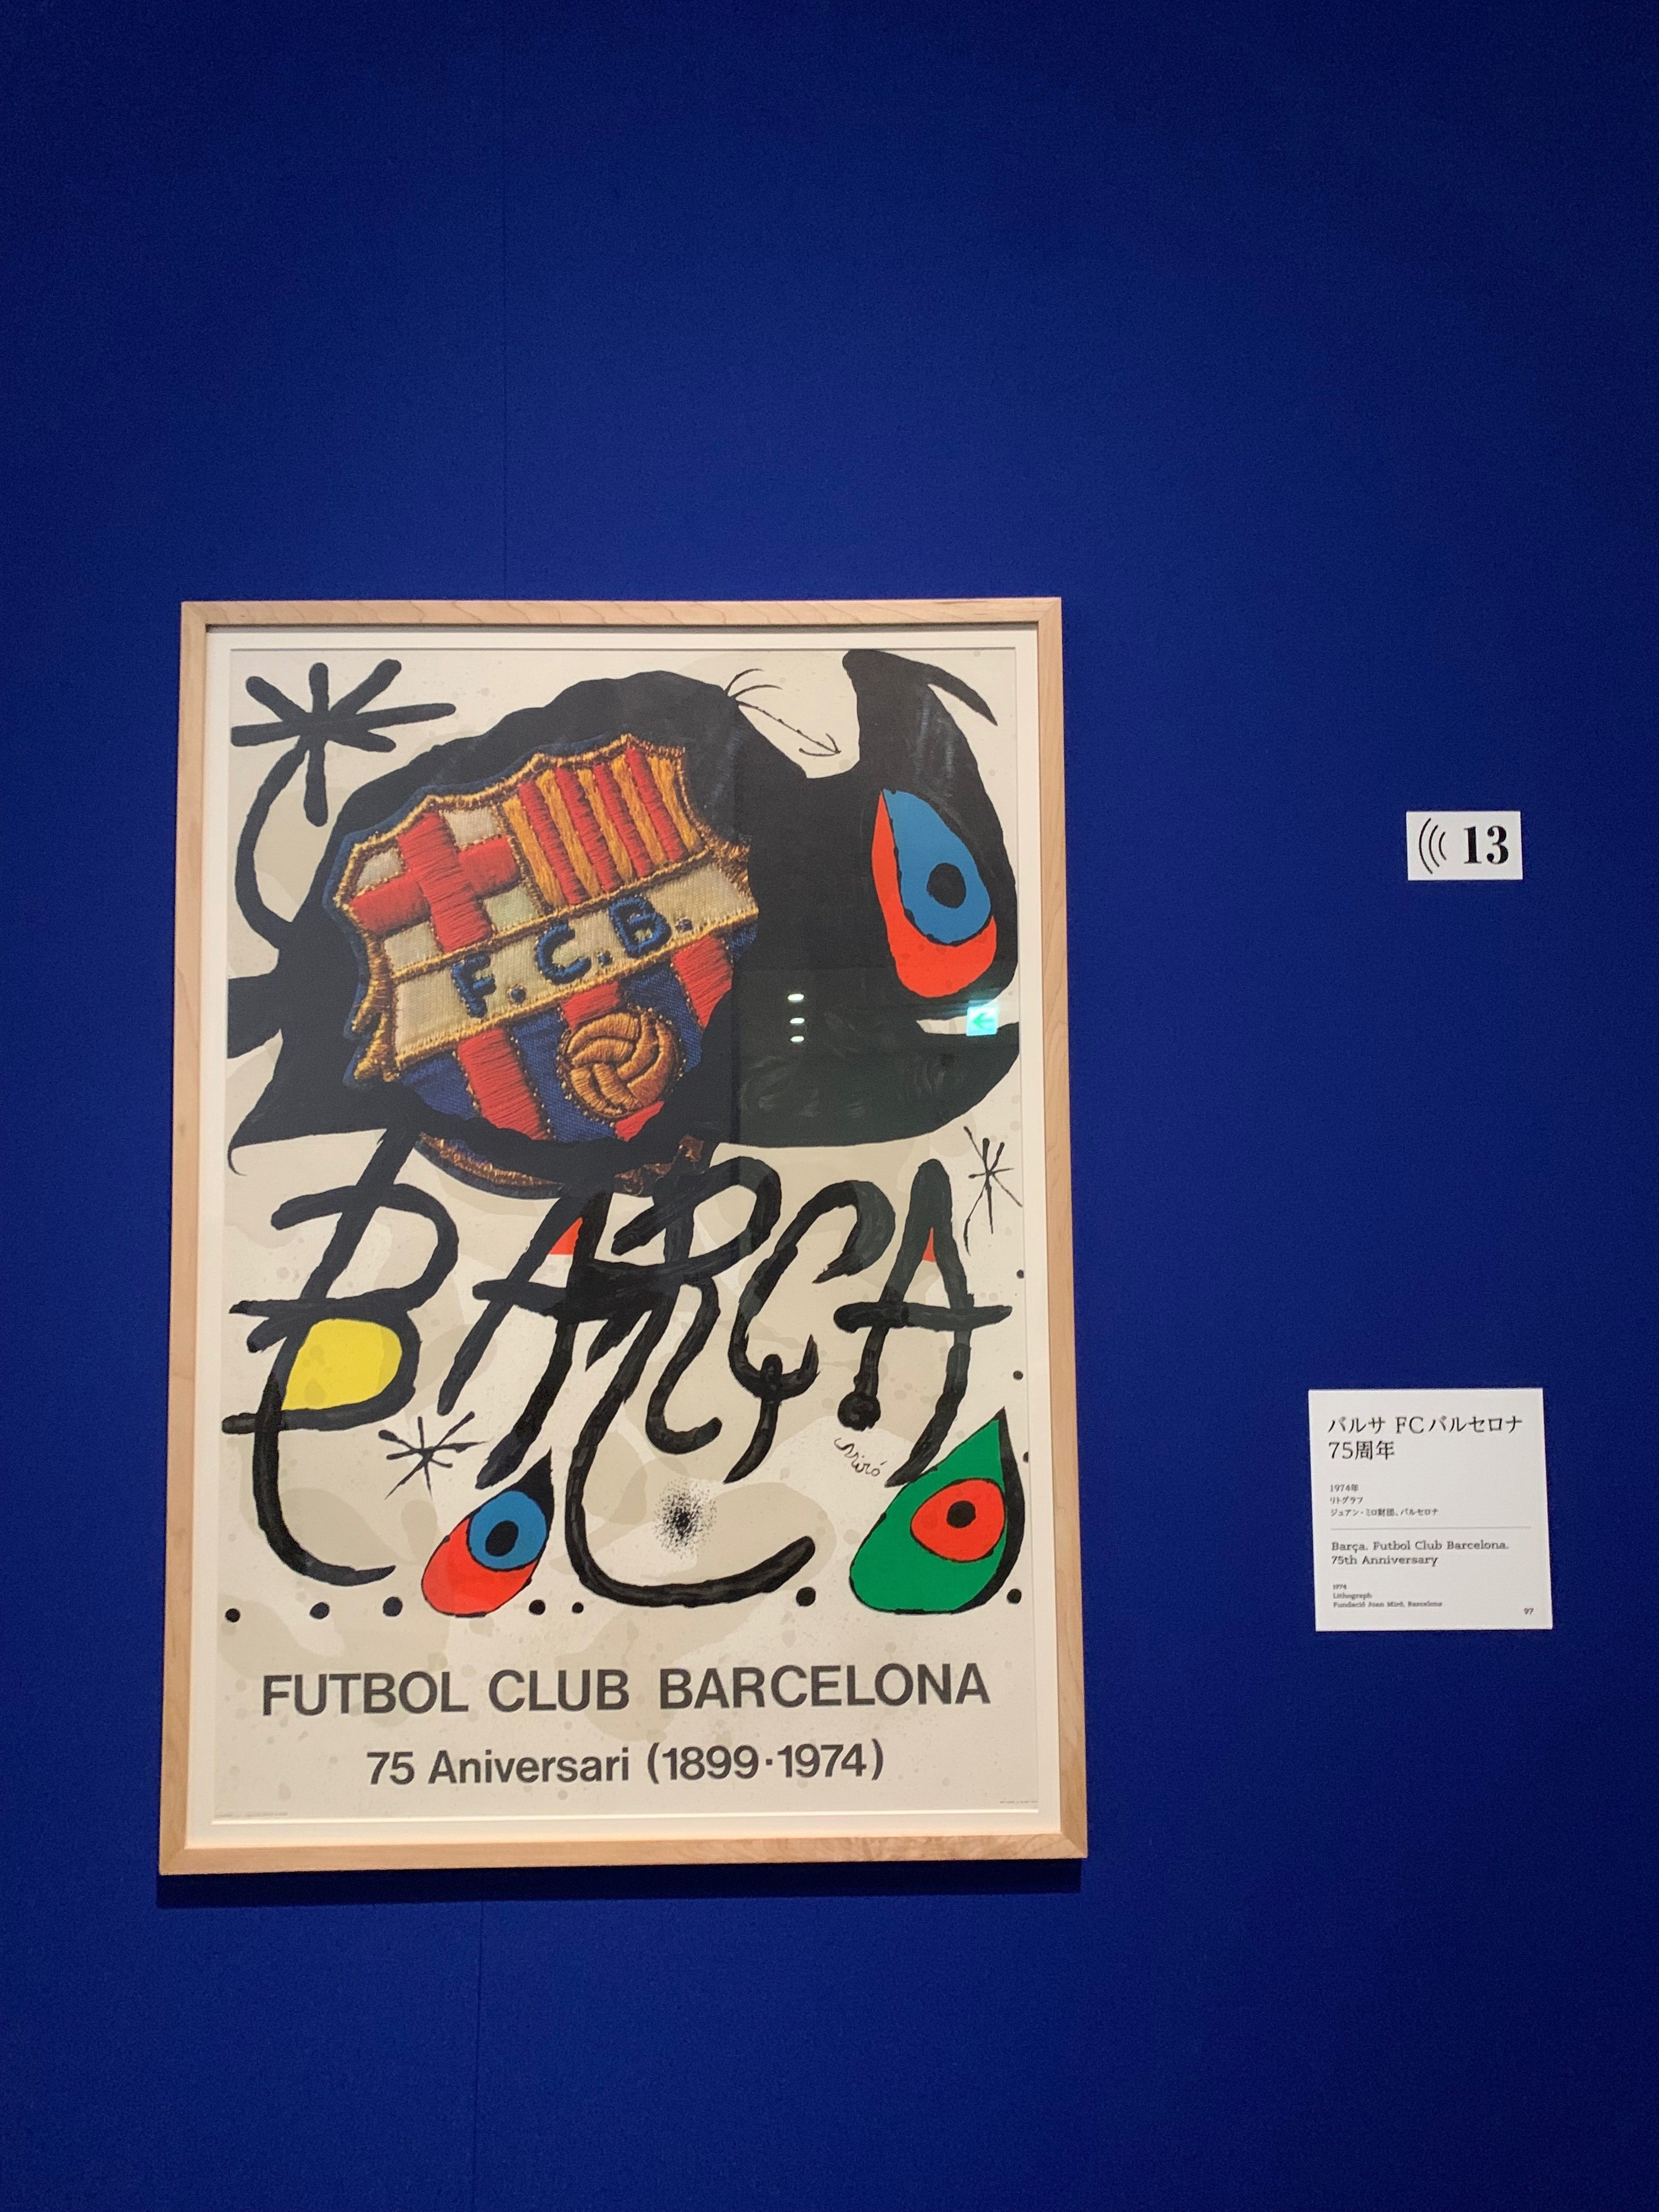 F.C.B.
BARÇA
Miró
FUTBOL CLUB BARCELONA
75 Aniversari (1899·1974)
13
バルサ FCバルセロナ
75周年
1974年
リトグラフ
ジュアン・ミロ財団、バルセロナ
Barça. Futbol Club Barcelona.
75th Anniversary
1974
Lithograph
Fundació Joan Miró, Barcelona
97